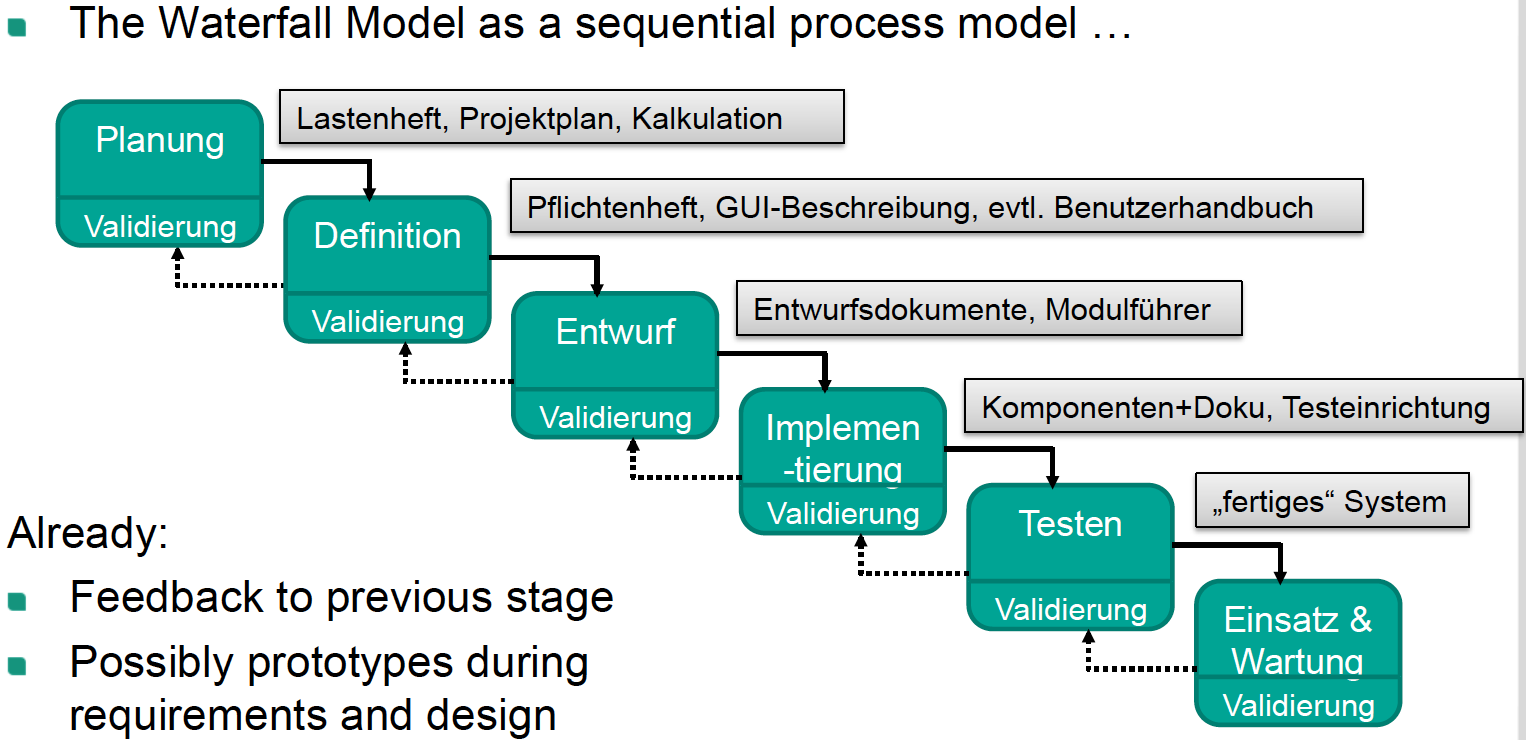 The Waterfall Model as a sequential process model …
Planung
Validierung
Lastenheft, Projektplan, Kalkulation
Definition
Validierung
Pflichtenheft, GUI-Beschreibung, evtl. Benutzerhandbuch
Entwurf
Validierung
Entwurfsdokumente, Modulführer
Implemen
-tierung
Validierung
Komponenten+Doku, Testeinrichtung
Testen
Validierung
„fertiges“ System
Einsatz &
Wartung
Validierung
Already:
Feedback to previous stage
Possibly prototypes during
requirements and design